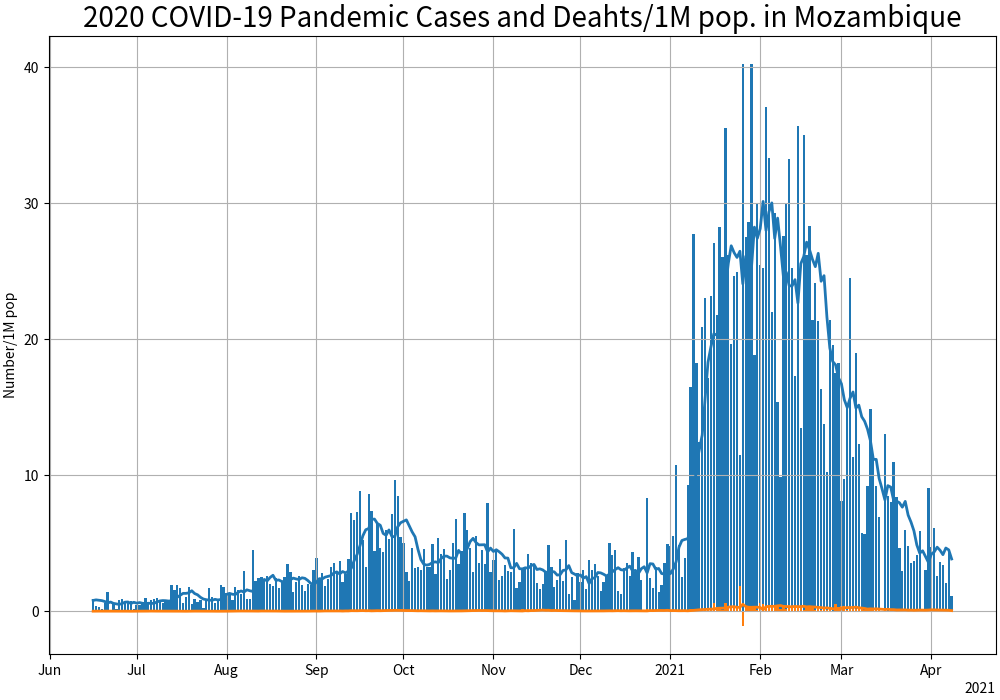 2020 COVID-19 Pandemic Cases and Deahts/1M pop. in Mozambique
Number/1M pop
40
30
20
10
0
Jun Jul Aug Sep Oct Nov Dec 2021 Feb Mar Apr
2021